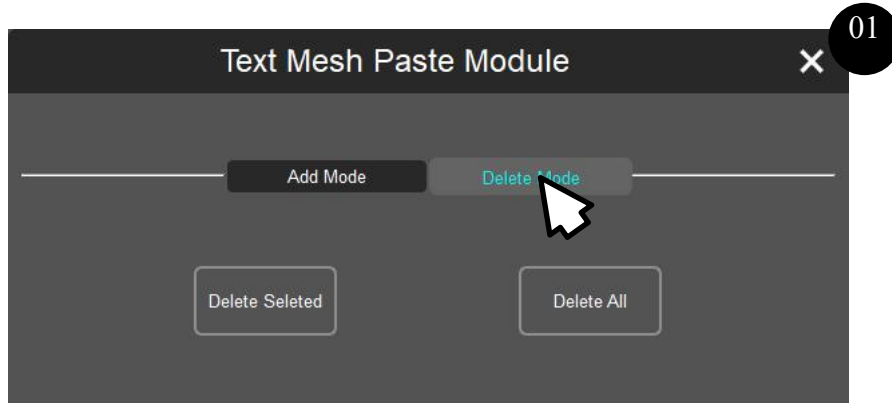 01
Text Mesh Paste Module
Add Mode
Delete Mode
Delete Seleted
Delete All